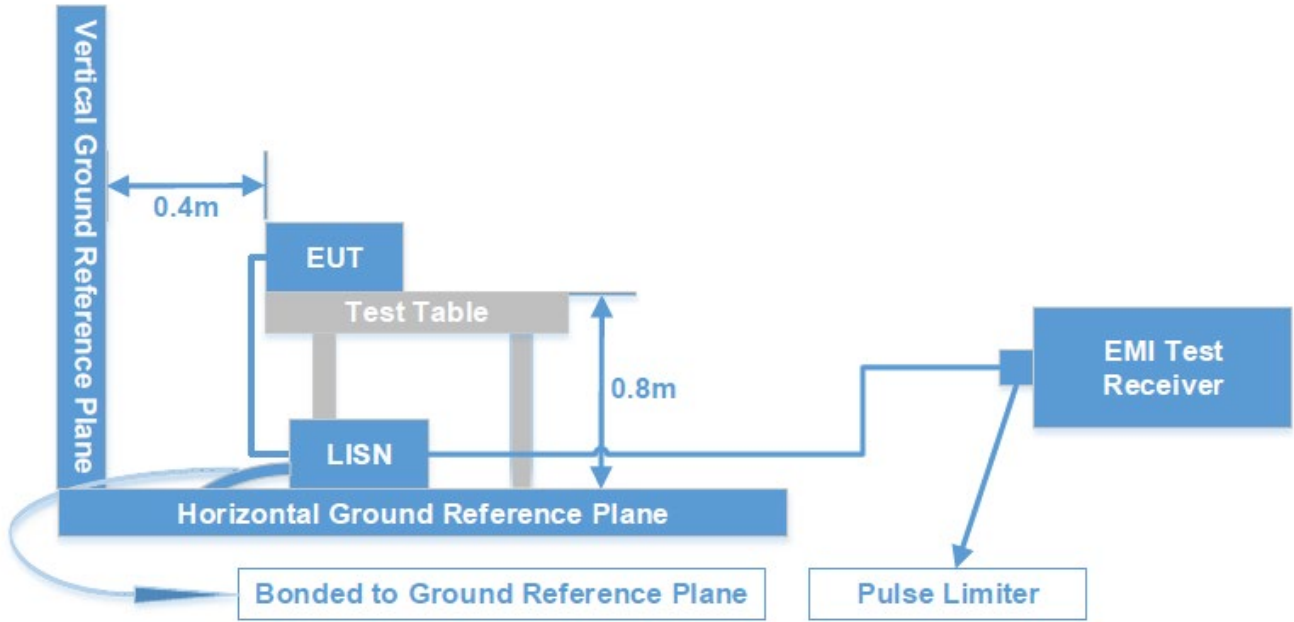 Vertical Ground Reference Plane
0.4m
EUT
Test Table
0.8m
EMI Test
Receiver
LISN
Horizontal Ground Reference Plane
Bonded to Ground Reference Plane
Pulse Limiter